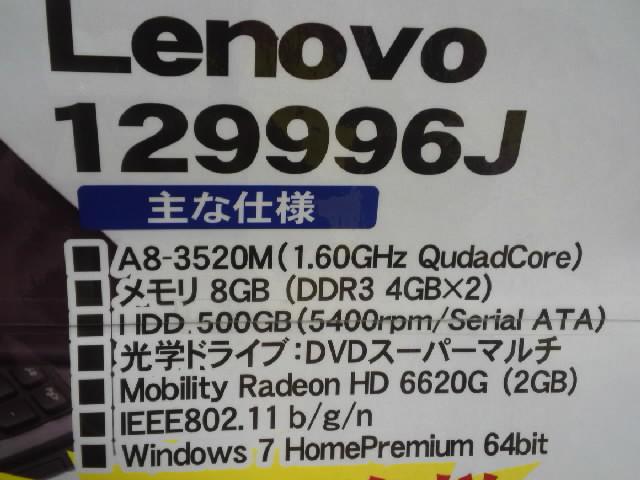 Lenovo
129996J
主な仕様
■A8-3520M(1.60GHz QudadCore)
■メモリ 8GB (DDR3 4GB×2)
■HDD 500GB(5400rpm/Serial ATA)
■光学ドライブ:DVDスーパーマルチ
■Mobility Radeon HD 6620G (2GB)
■IEEE802.11 b/g/n
■Windows 7 HomePremium 64bit